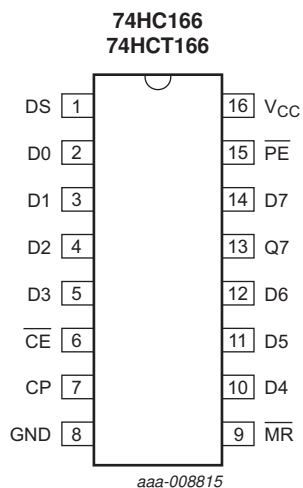 74HC166
74HCT166
DS 1 16 VCC
D0 2 15 PE
D1 3 14 D7
D2 4 13 Q7
D3 5 12 D6
CE 6 11 D5
CP 7 10 D4
GND 8 9 MR
aaa-008815